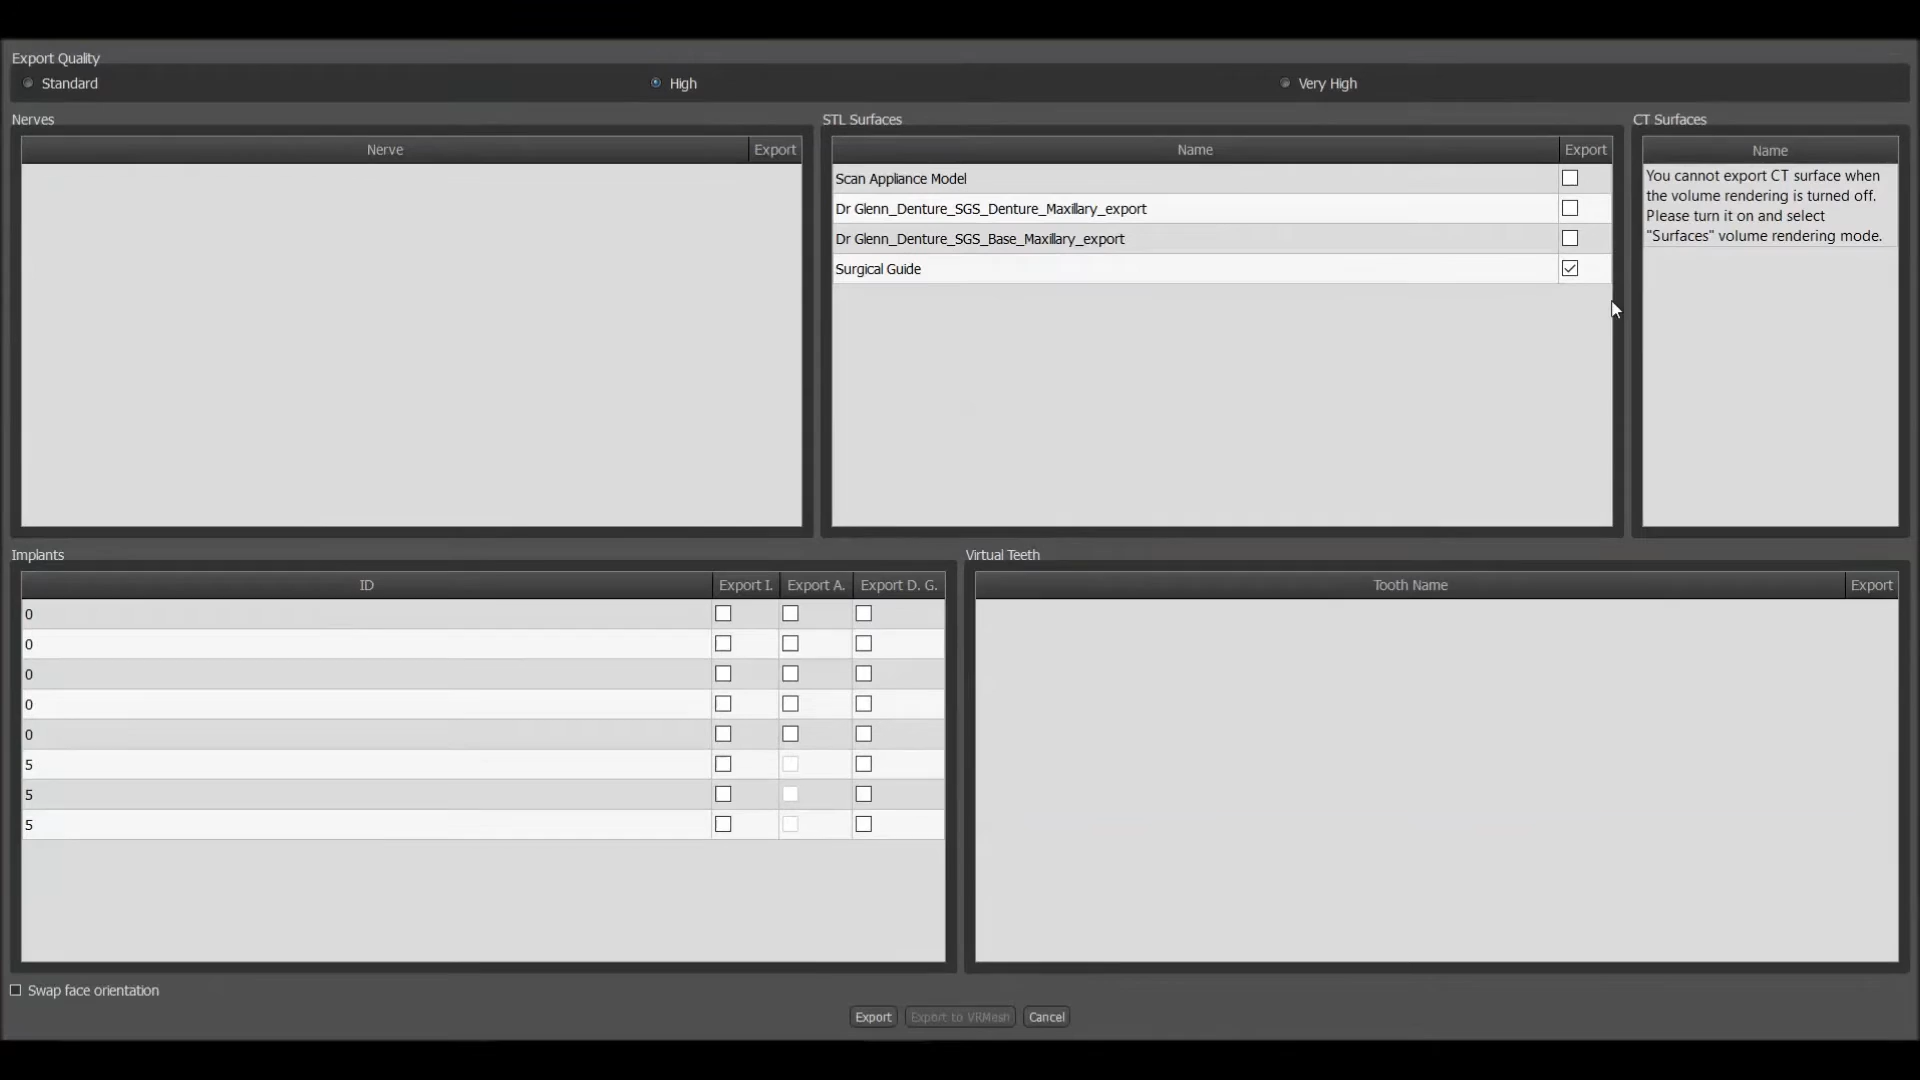 Export Quality
Standard
High
Very High
Nerves
Nerve
Export
STL Surfaces
Name
Export
Scan Appliance Model
Dr Glenn_Denture_SGS_Denture_Maxillary_export
Dr Glenn_Denture_SGS_Base_Maxillary_export
Surgical Guide
CT Surfaces
Name
You cannot export CT surface when
the volume rendering is turned off.
Please turn it on and select
"Surfaces" volume rendering mode.
Implants
ID
Export I.
Export A.
Export D. G.
0
0
0
0
0
5
5
5
Virtual Teeth
Tooth Name
Export
Swap face orientation
Export
Export to VRMesh
Cancel